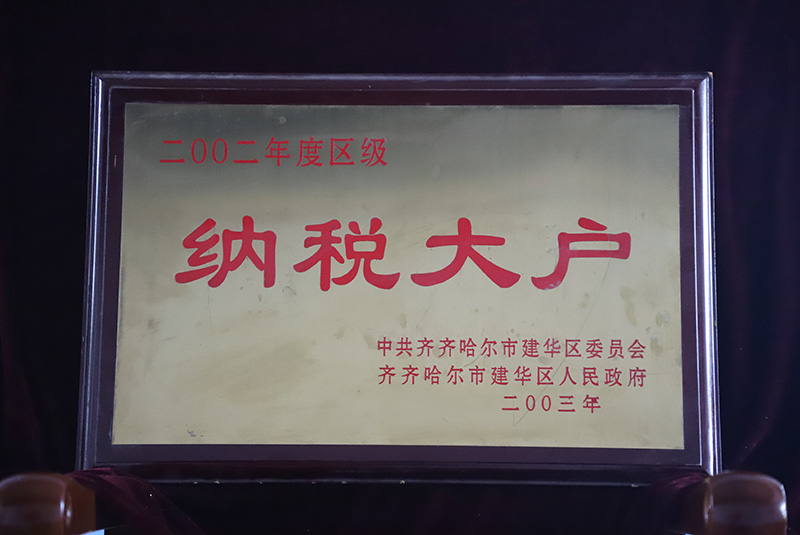 二00二年度区级
纳税大户
中共齐齐哈尔市建华区委员会
齐齐哈尔市建华区人民政府
二00三年